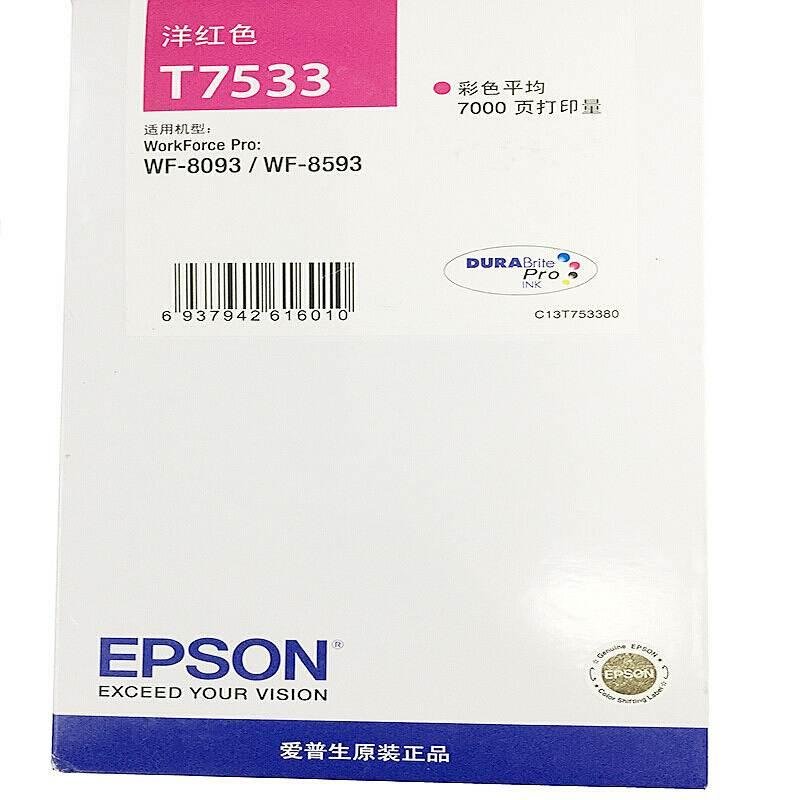 洋红色
T7533
彩色平均
7000 页打印量
适用机型:
WorkForce Pro:
WF-8093 / WF-8593
DURABrite
Pro
INK
6 937942 616010
C13T753380
EPSON®
EXCEED YOUR VISION
Genuine EPSON
EPSON
Color Shifting Label
爱普生原装正品